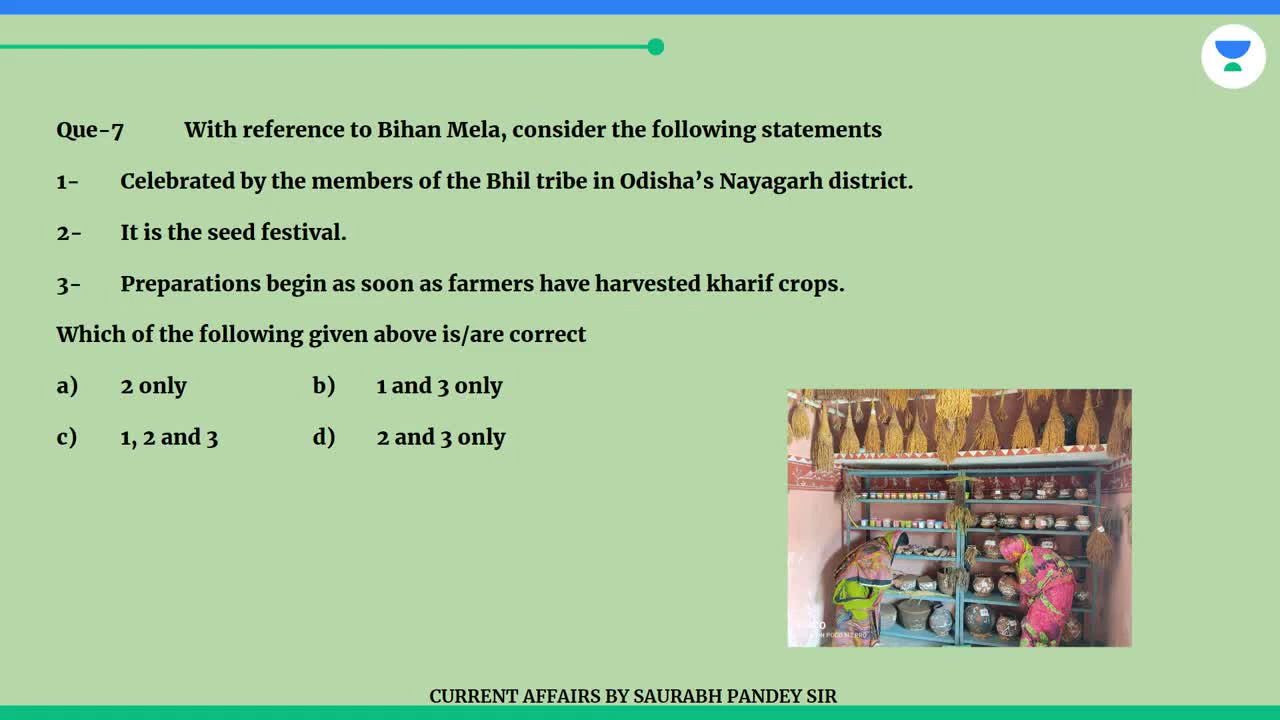 Que-7 With reference to Bihan Mela, consider the following statements
1- Celebrated by the members of the Bhil tribe in Odisha’s Nayagarh district.
2- It is the seed festival.
3- Preparations begin as soon as farmers have harvested kharif crops.
Which of the following given above is/are correct
a) 2 only b) 1 and 3 only
c) 1, 2 and 3 d) 2 and 3 only
CURRENT AFFAIRS BY SAURABH PANDEY SIR